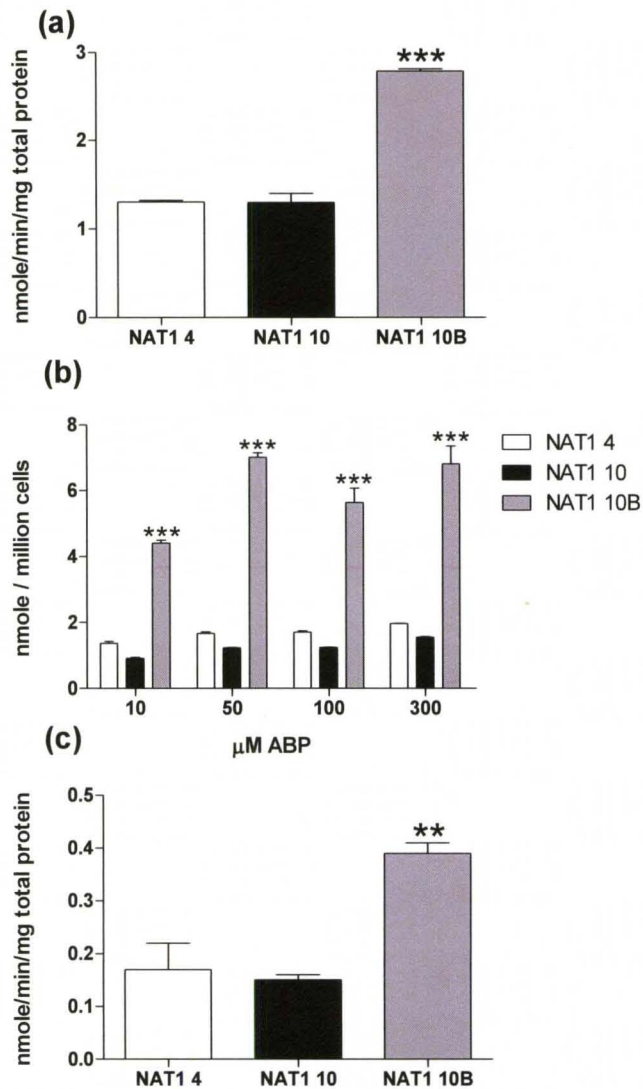 (a)
nmole/min/mg total protein
3
2
1
0
***
NAT1 4 NAT1 10 NAT1 10B
(b)
nmole / million cells
8
6
4
2
0
*** *** *** ***
10 50 100 300
μM ABP
NAT1 4
NAT1 10
NAT1 10B
(c)
nmole/min/mg total protein
0.5
0.4
0.3
0.2
0.1
0.0
**
NAT1 4 NAT1 10 NAT1 10B